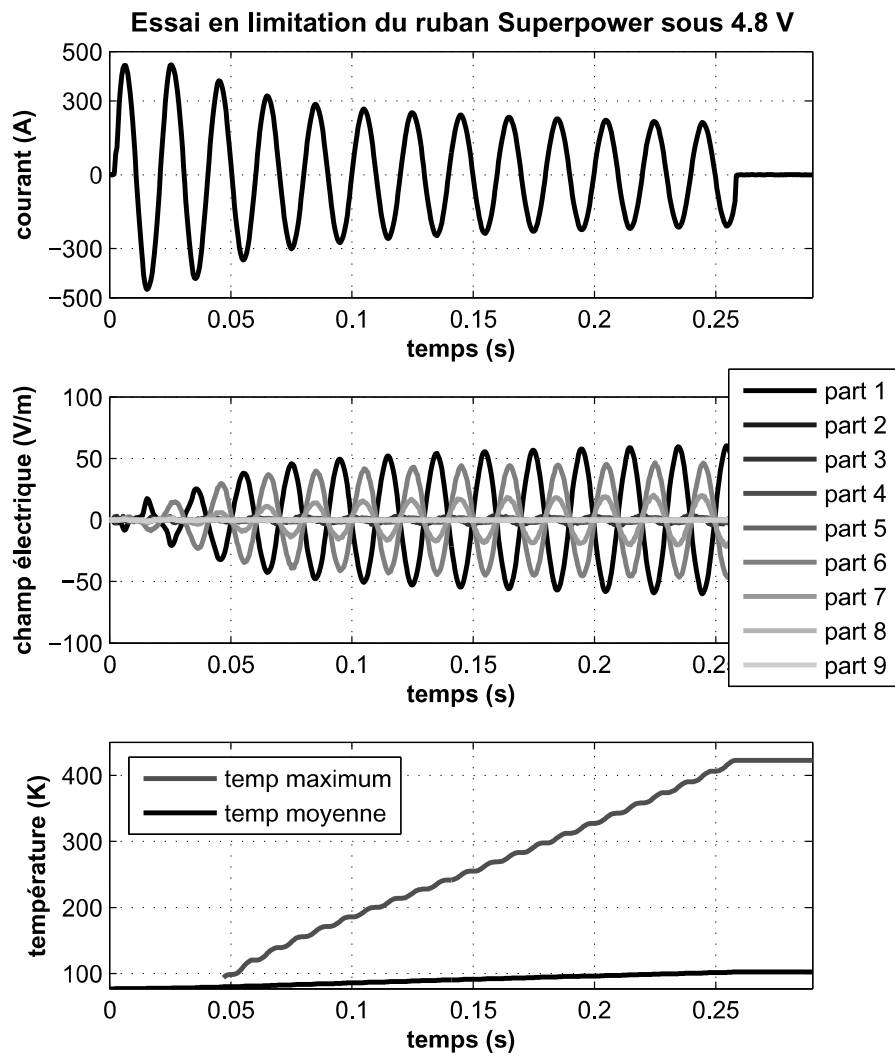 Essai en limitation du ruban Superpower sous 4.8 V
500
300
0
−300
−500
courant (A)
0
0.05
0.1
0.15
0.2
0.25
temps (s)
100
50
0
−50
−100
champ électrique (V/m)
0
0.05
0.1
0.15
0.2
temps (s)
part 1
part 2
part 3
part 4
part 5
part 6
part 7
part 8
part 9
400
300
200
100
température (K)
temp maximum
temp moyenne
0
0.05
0.1
0.15
0.2
0.25
temps (s)